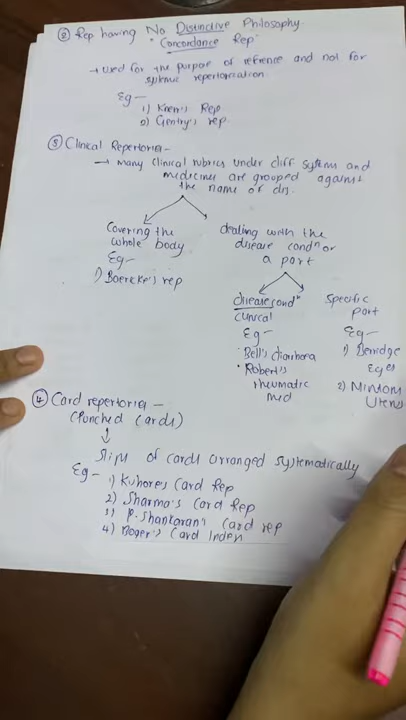 ② Rep having No Distinctive Philosophy.
"Concordance Rep"
→ Used for the purpose of refrence and not for
systemic repertorisation
Eg –
1) Knerr's Rep
2) Gentry's rep.
③ Clinical Repertories –
→ Many clinical rubrics under diff systems and
medicines are grouped against
the name of dis.
Covering the
whole body
Eg –
1) Boericke's rep
dealing with the
disease condⁿ or
a part
disease condⁿ
clinical
Eg –
• Bell's diarrhoea
• Robert's
rheumatic
med
Specific
part
Eg –
1) Berridge
Eyes
2) Minton's
Uterus
④ Card repertories –
(Punched Cards)
↓
Slips of cards arranged systematically
Eg – 1) Kishore's Card Rep
2) Sharma's Card Rep
3) P. Shankaran's Card rep
4) Boger's Card Index